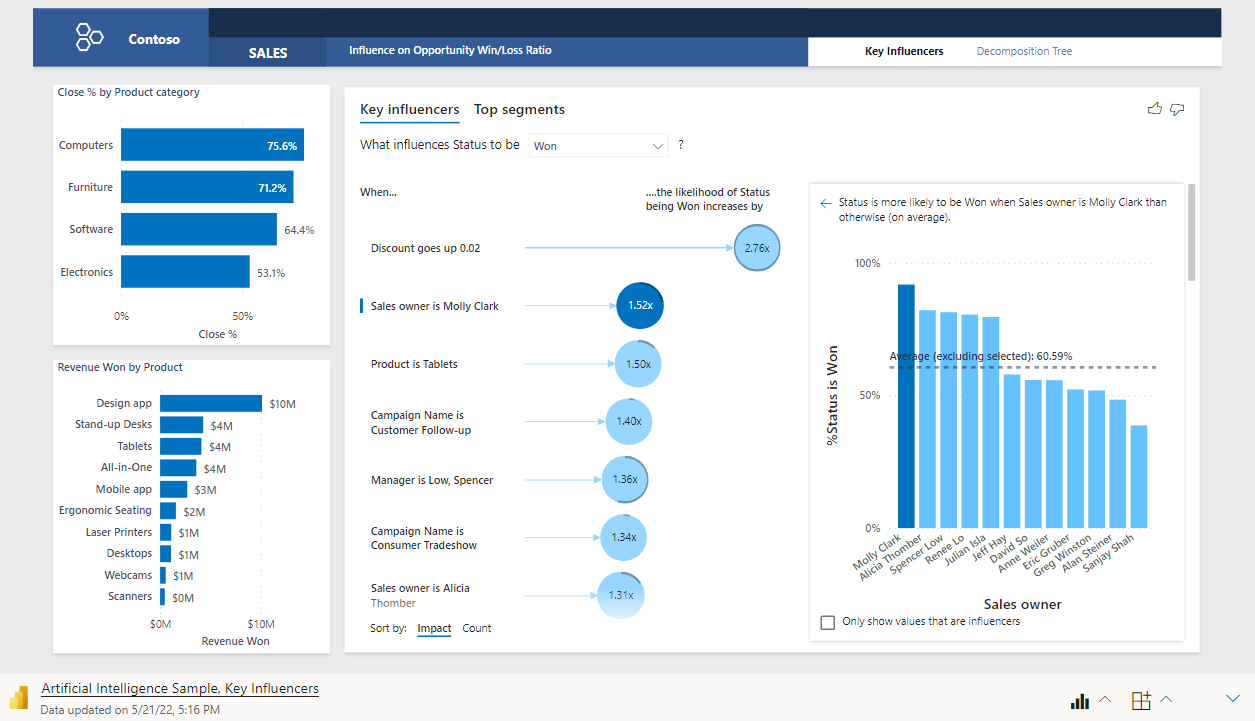 Contoso
SALES
Influence on Opportunity Win/Loss Ratio
Key Influencers
Decomposition Tree
Close % by Product category
Computers
75.6%
Furniture
71.2%
Software
64.4%
Electronics
53.1%
0%
50%
Close %
Revenue Won by Product
Design app
$10M
Stand-up Desks
$4M
Tablets
$4M
All-in-One
$4M
Mobile app
$3M
Ergonomic Seating
$2M
Laser Printers
$1M
Desktops
$1M
Webcams
$1M
Scanners
$0M
$0M
$10M
Revenue Won
Key influencers
Top segments
What influences Status to be
Won
?
When...
....the likelihood of Status
being Won increases by
Discount goes up 0.02
2.76x
Sales owner is Molly Clark
1.52x
Product is Tablets
1.50x
Campaign Name is
Customer Follow-up
1.40x
Manager is Low, Spencer
1.36x
Campaign Name is
Consumer Tradeshow
1.34x
Sales owner is Alicia
Thomber
1.31x
Sort by:
Impact
Count
Status is more likely to be Won when Sales owner is Molly Clark than
otherwise (on average).
100%
50%
0%
%Status is Won
Average (excluding selected): 60.59%
Molly Clark
Alicia Thomber
Spencer Low
Renee Lo
Julian Isla
Jeff Hay
David So
Anne Weiler
Eric Gruber
Greg Winston
Alan Steiner
Sanjay Shah
Sales owner
Only show values that are influencers
Artificial Intelligence Sample, Key Influencers
Data updated on 5/21/22, 5:16 PM